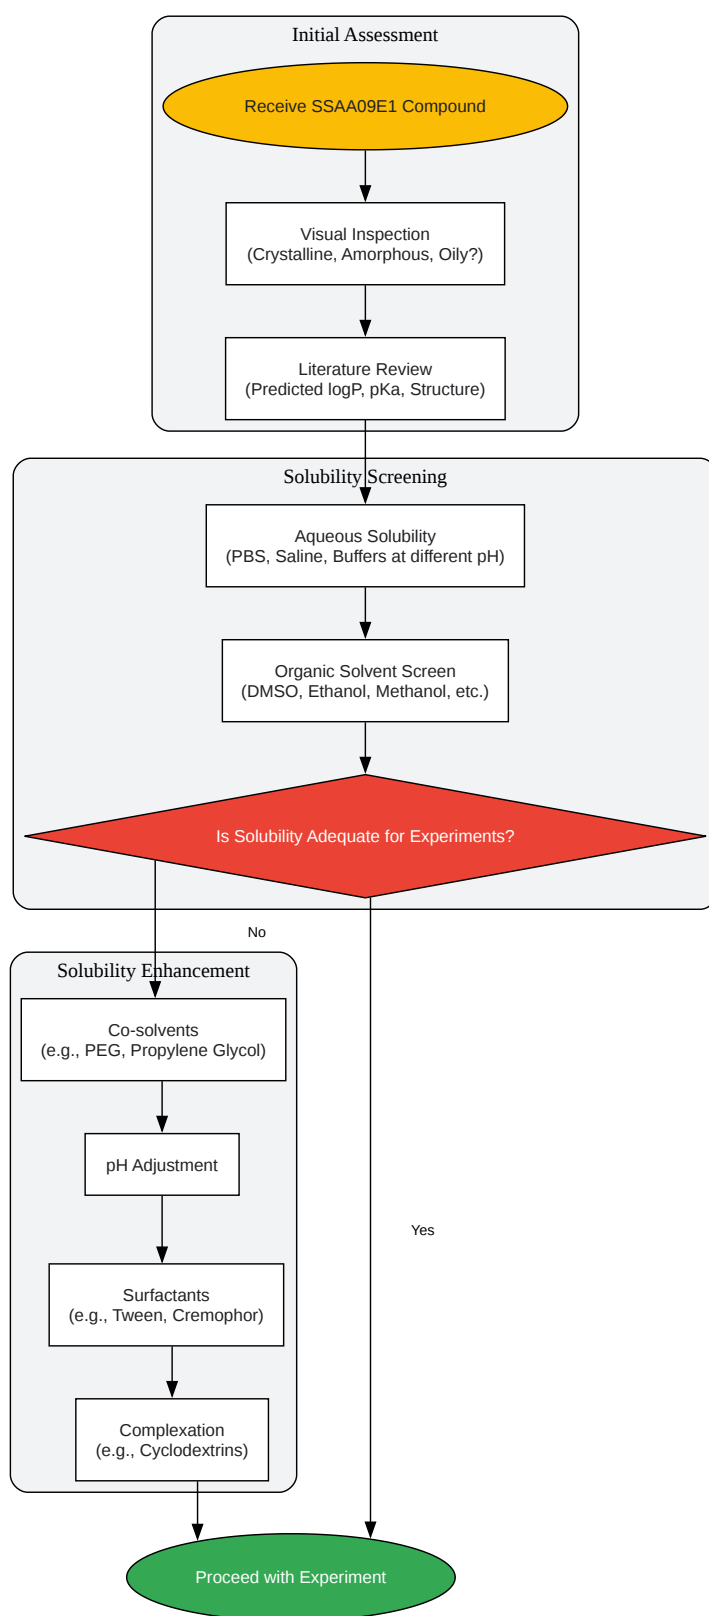 Initial Assessment
Receive SSAA09E1 Compound
Visual Inspection
(Crystalline, Amorphous, Oily?)
Literature Review
(Predicted logP, pKa, Structure)
Solubility Screening
Aqueous Solubility
(PBS, Saline, Buffers at different pH)
Organic Solvent Screen
(DMSO, Ethanol, Methanol, etc.)
Is Solubility Adequate for Experiments?
No
Solubility Enhancement
Co-solvents
(e.g., PEG, Propylene Glycol)
pH Adjustment
Yes
Surfactants
(e.g., Tween, Cremophor)
Complexation
(e.g., Cyclodextrins)
Proceed with Experiment